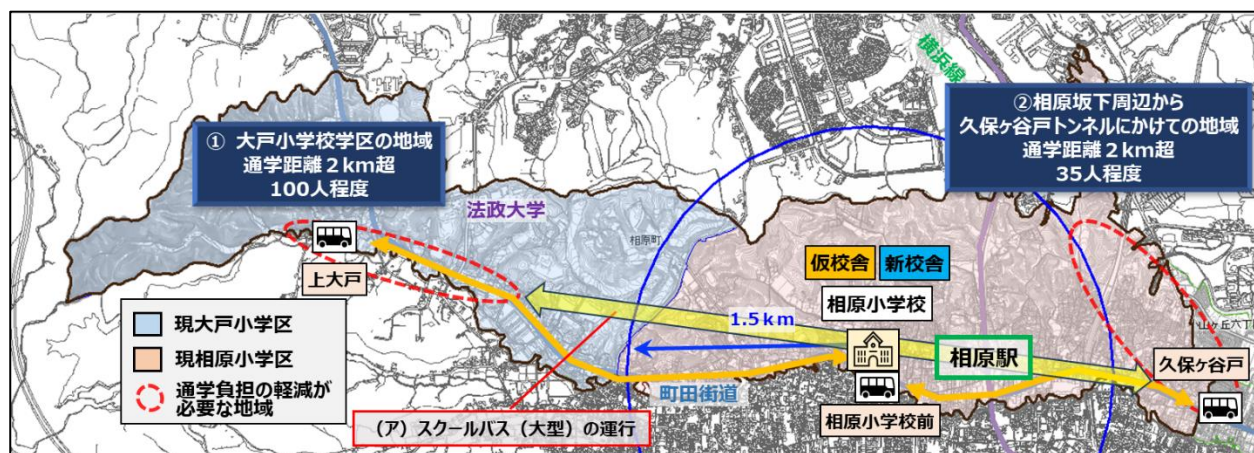 横浜線
① 大戸小学校学区の地域
通学距離2km超
100人程度
②相原坂下周辺から
久保ヶ谷戸トンネルにかけての地域
通学距離2km超
35人程度
法政大学
相原町
上大戸
仮校舎
新校舎
相原小学校
1.5km
相原駅
久保ヶ谷戸
町田街道
相原小学校前
現大戸小学区
現相原小学区
通学負担の軽減が
必要な地域
(ア)スクールバス(大型)の運行